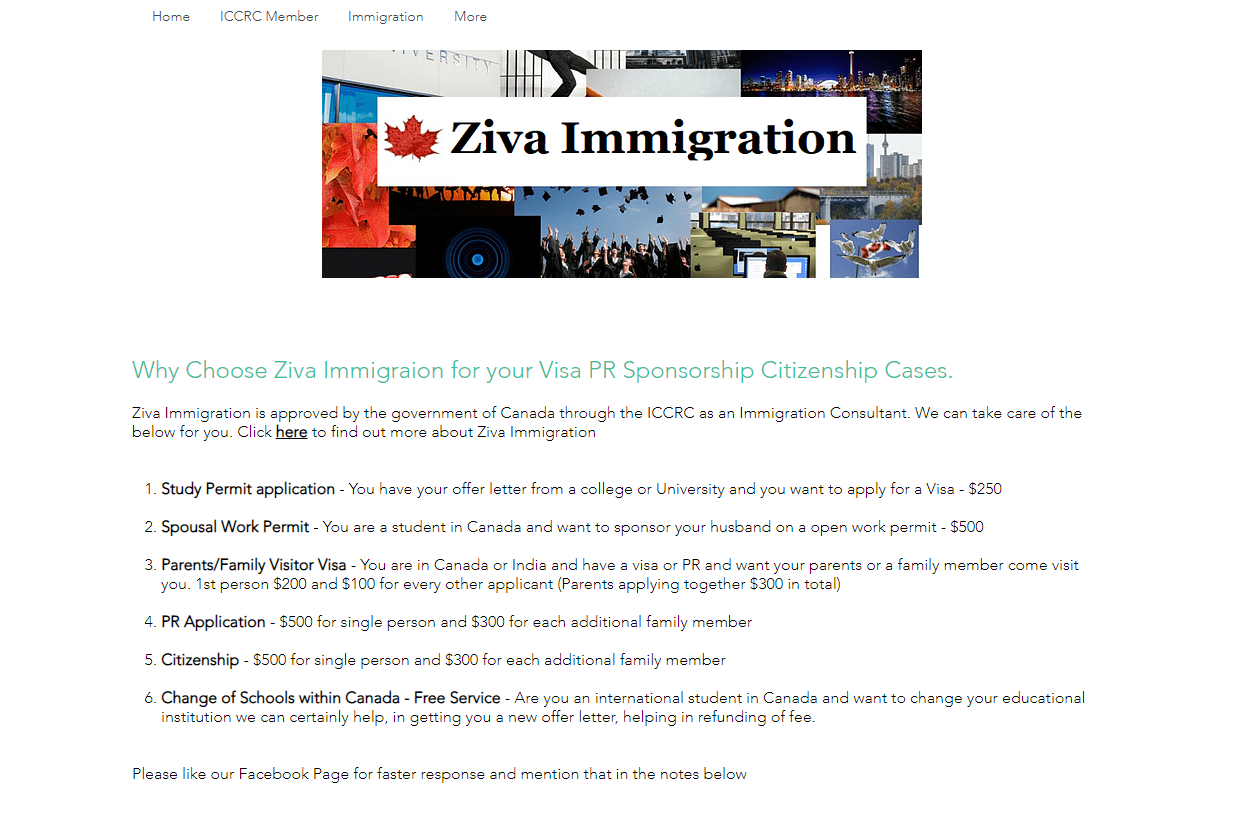 Home ICCRC Member Immigration More
VERSITY
Ziva Immigration
Why Choose Ziva Immigraion for your Visa PR Sponsorship Citizenship Cases.
Ziva Immigration is approved by the government of Canada through the ICCRC as an Immigration Consultant. We can take care of the
below for you. Click here to find out more about Ziva Immigration
1. Study Permit application - You have your offer letter from a college or University and you want to apply for a Visa - $250
2. Spousal Work Permit - You are a student in Canada and want to sponsor your husband on a open work permit - $500
3. Parents/Family Visitor Visa - You are in Canada or India and have a visa or PR and want your parents or a family member come visit
you. 1st person $200 and $100 for every other applicant (Parents applying together $300 in total)
4. PR Application - $500 for single person and $300 for each additional family member
5. Citizenship - $500 for single person and $300 for each additional family member
6. Change of Schools within Canada - Free Service - Are you an international student in Canada and want to change your educational
institution we can certainly help, in getting you a new offer letter, helping in refunding of fee.
Please like our Facebook Page for faster response and mention that in the notes below